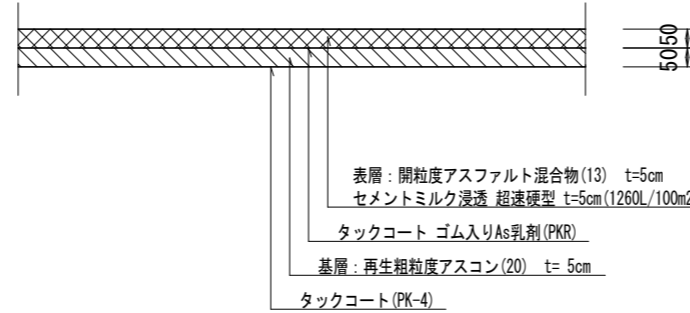 50
50
表層：開粒度アスファルト混合物(13)　t=5cm
セメントミルク浸透 超速硬型 t=5cm(1260L/100m2
タックコート ゴム入りAs乳剤(PKR)
基層：再生粗粒度アスコン(20)　t= 5cm
タックコート(PK-4)